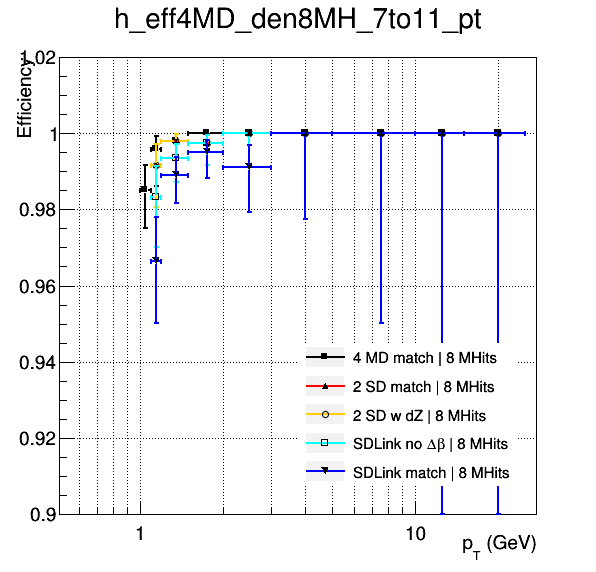 h_eff4MD_den8MH_7to11_pt
Efficiency
1.02
1
0.98
0.96
0.94
0.92
0.9
4 MD match | 8 MHits
2 SD match | 8 MHits
2 SD w dZ | 8 MHits
SDLink no Δβ | 8 MHits
SDLink match | 8 MHits
1
10
p_T (GeV)